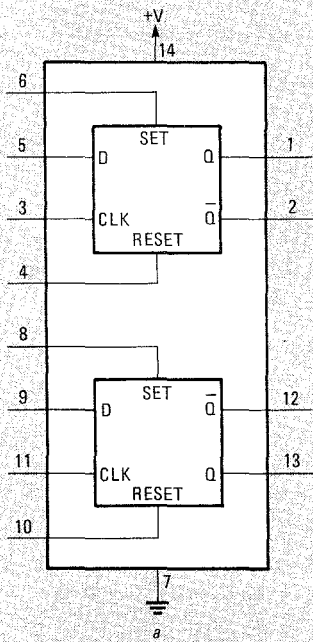 +V
14
6
SET
5 D Q 1
3 CLK Q̅ 2
RESET
4
8
SET
9 D Q̅ 12
11 CLK Q 13
RESET
10
7
a